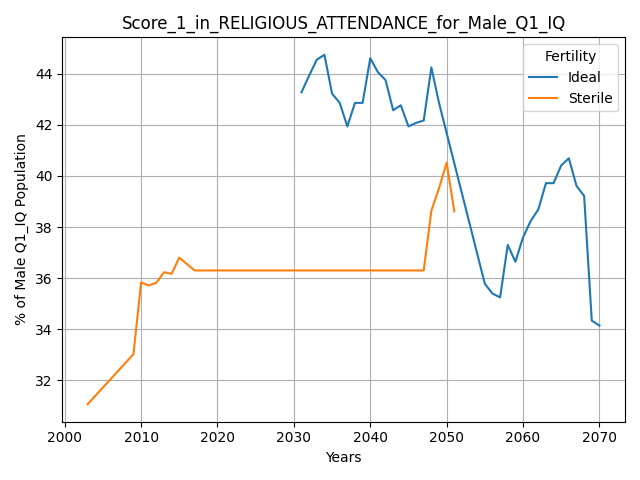 Score_1_in_RELIGIOUS_ATTENDANCE_for_Male_Q1_IQ
Fertility
Ideal
Sterile
% of Male Q1_IQ Population
44
42
40
38
36
34
32
2000 2010 2020 2030 2040 2050 2060 2070
Years